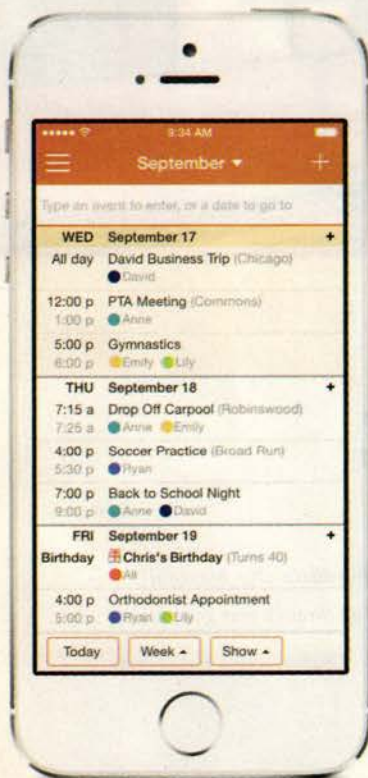 9:34 AM
September
Type an event to enter, or a date to go to
WED September 17 +
All day David Business Trip (Chicago)
David
12:00 p PTA Meeting (Commons)
1:00 p Anne
5:00 p Gymnastics
6:00 p Emily Lily
THU September 18 +
7:15 a Drop Off Carpool (Robinswood)
7:25 a Anne Emily
4:00 p Soccer Practice (Broad Run)
5:30 p Ryan
7:00 p Back to School Night
9:00 p Anne David
FRI September 19 +
Birthday Chris's Birthday (Turns 40)
All
4:00 p Orthodontist Appointment
5:00 p Ryan Lily
Today Week Show